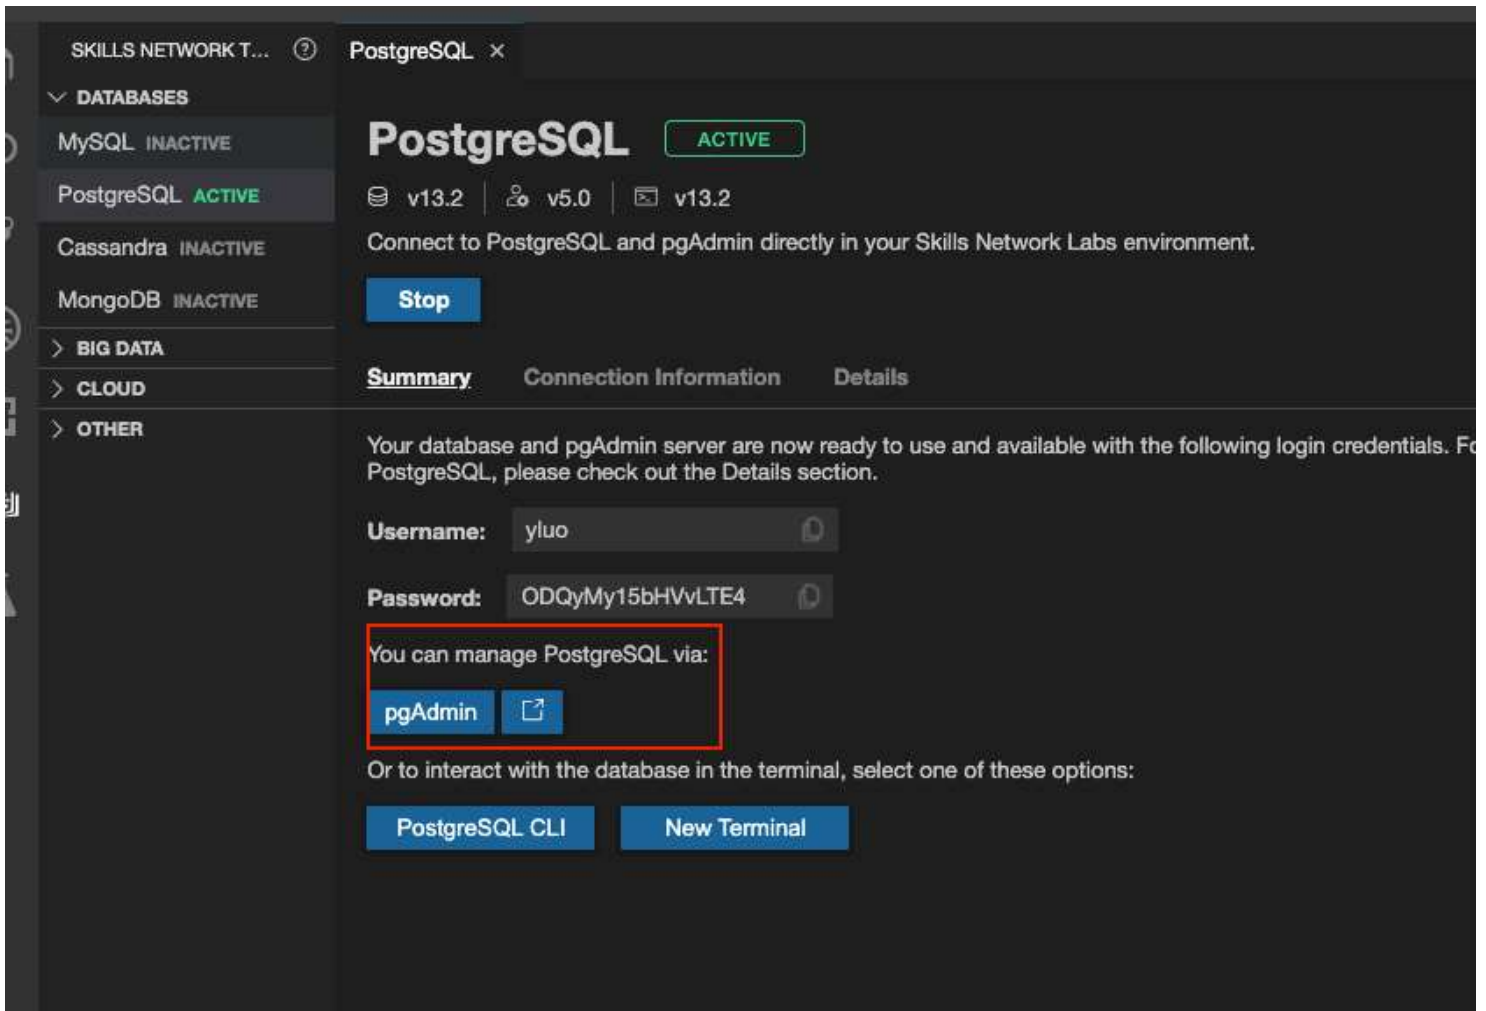 SKILLS NETWORK T...
PostgreSQL ×
DATABASES
MySQL INACTIVE
PostgreSQL ACTIVE
Cassandra INACTIVE
MongoDB INACTIVE
BIG DATA
CLOUD
OTHER
PostgreSQL ACTIVE
v13.2 v5.0 v13.2
Connect to PostgreSQL and pgAdmin directly in your Skills Network Labs environment.
Stop
Summary Connection Information Details
Your database and pgAdmin server are now ready to use and available with the following login credentials. Fo
PostgreSQL, please check out the Details section.
Username: yluo
Password: ODQyMy15bHVvLTE4
You can manage PostgreSQL via:
pgAdmin
Or to interact with the database in the terminal, select one of these options:
PostgreSQL CLI New Terminal